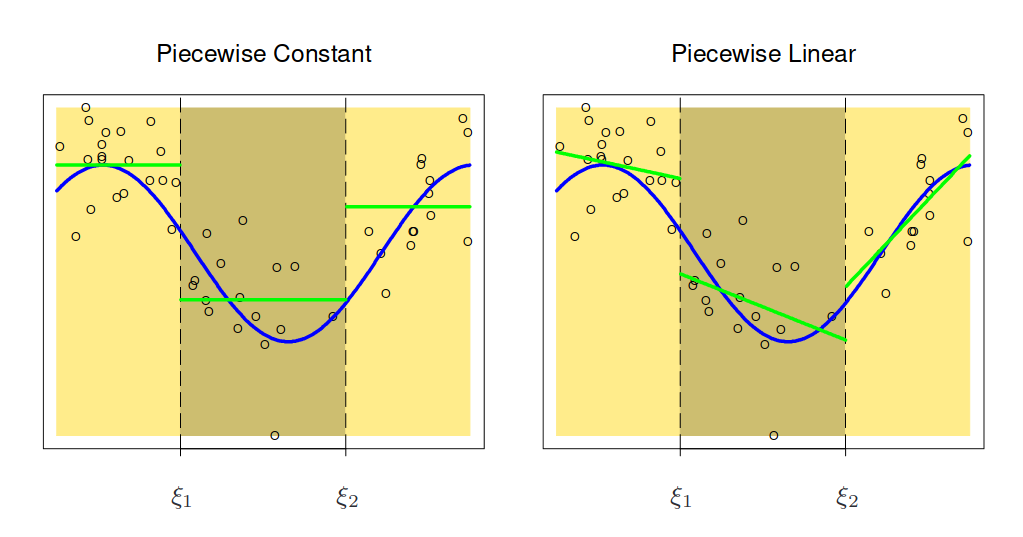 Piecewise Constant
Piecewise Linear
ξ₁
ξ₂
ξ₁
ξ₂